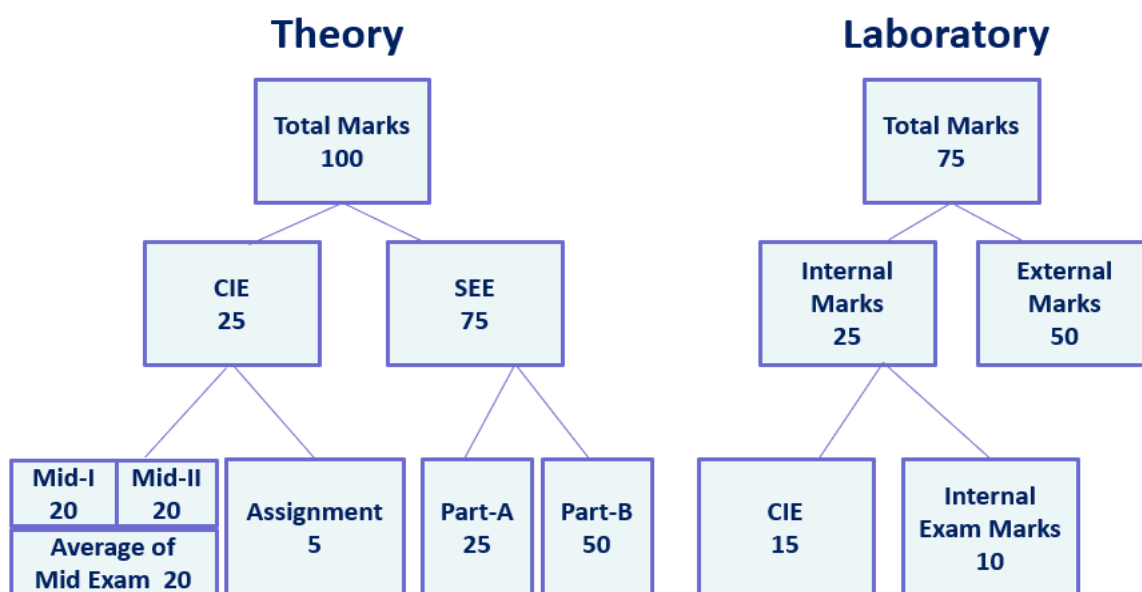 Theory
Total Marks
100
CIE
25
SEE
75
Mid-I
20
Mid-II
20
Average of
Mid Exam 20
Assignment
5
Part-A
25
Part-B
50
Laboratory
Total Marks
75
Internal
Marks
25
External
Marks
50
CIE
15
Internal
Exam Marks
10